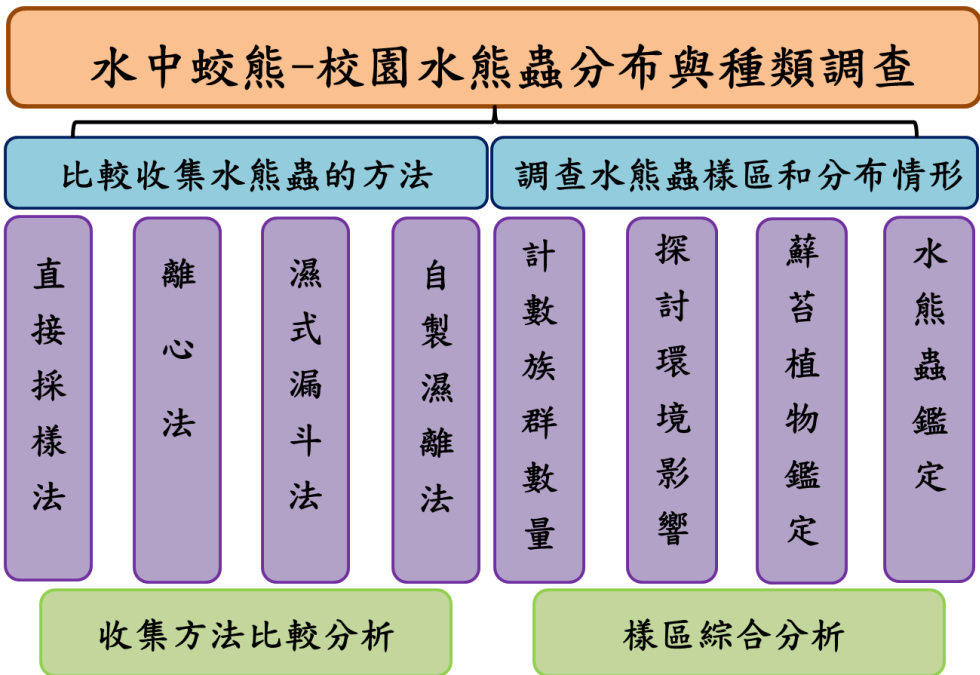 水中蛟熊-校園水熊蟲分布與種類調查
比較收集水熊蟲的方法
調查水熊蟲樣區和分布情形
直接採樣法
離心法
濕式漏斗法
自製濕離法
計數族群數量
探討環境影響
蘚苔植物鑑定
水熊蟲鑑定
收集方法比較分析
樣區綜合分析